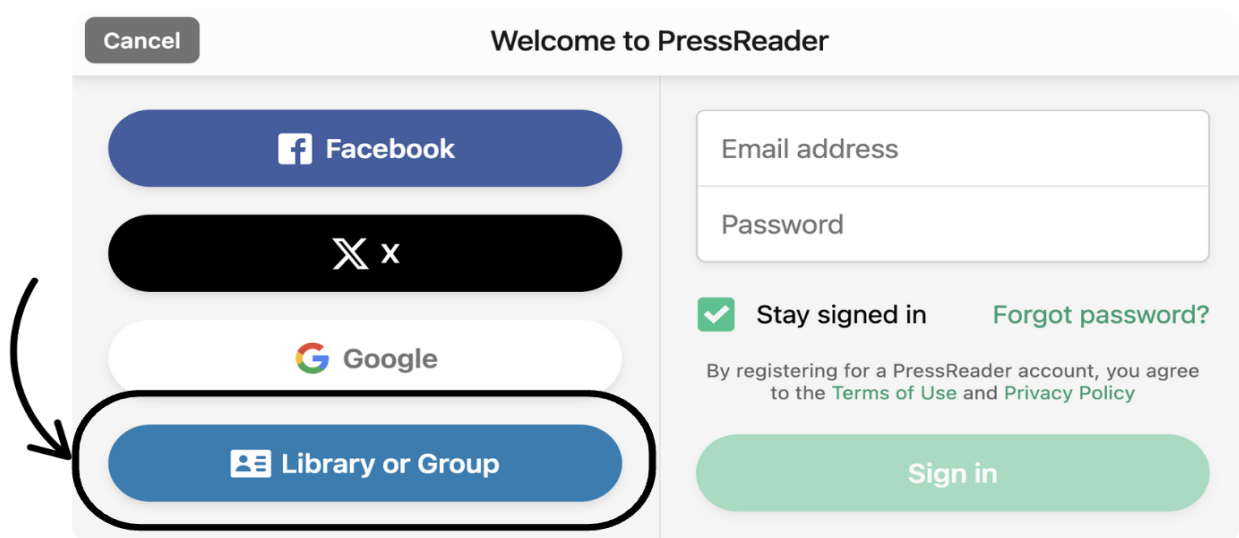 Cancel
Welcome to PressReader
Facebook
X
Google
Library or Group
Email address
Password
Stay signed in
Forgot password?
By registering for a PressReader account, you agree
to the Terms of Use and Privacy Policy
Sign in